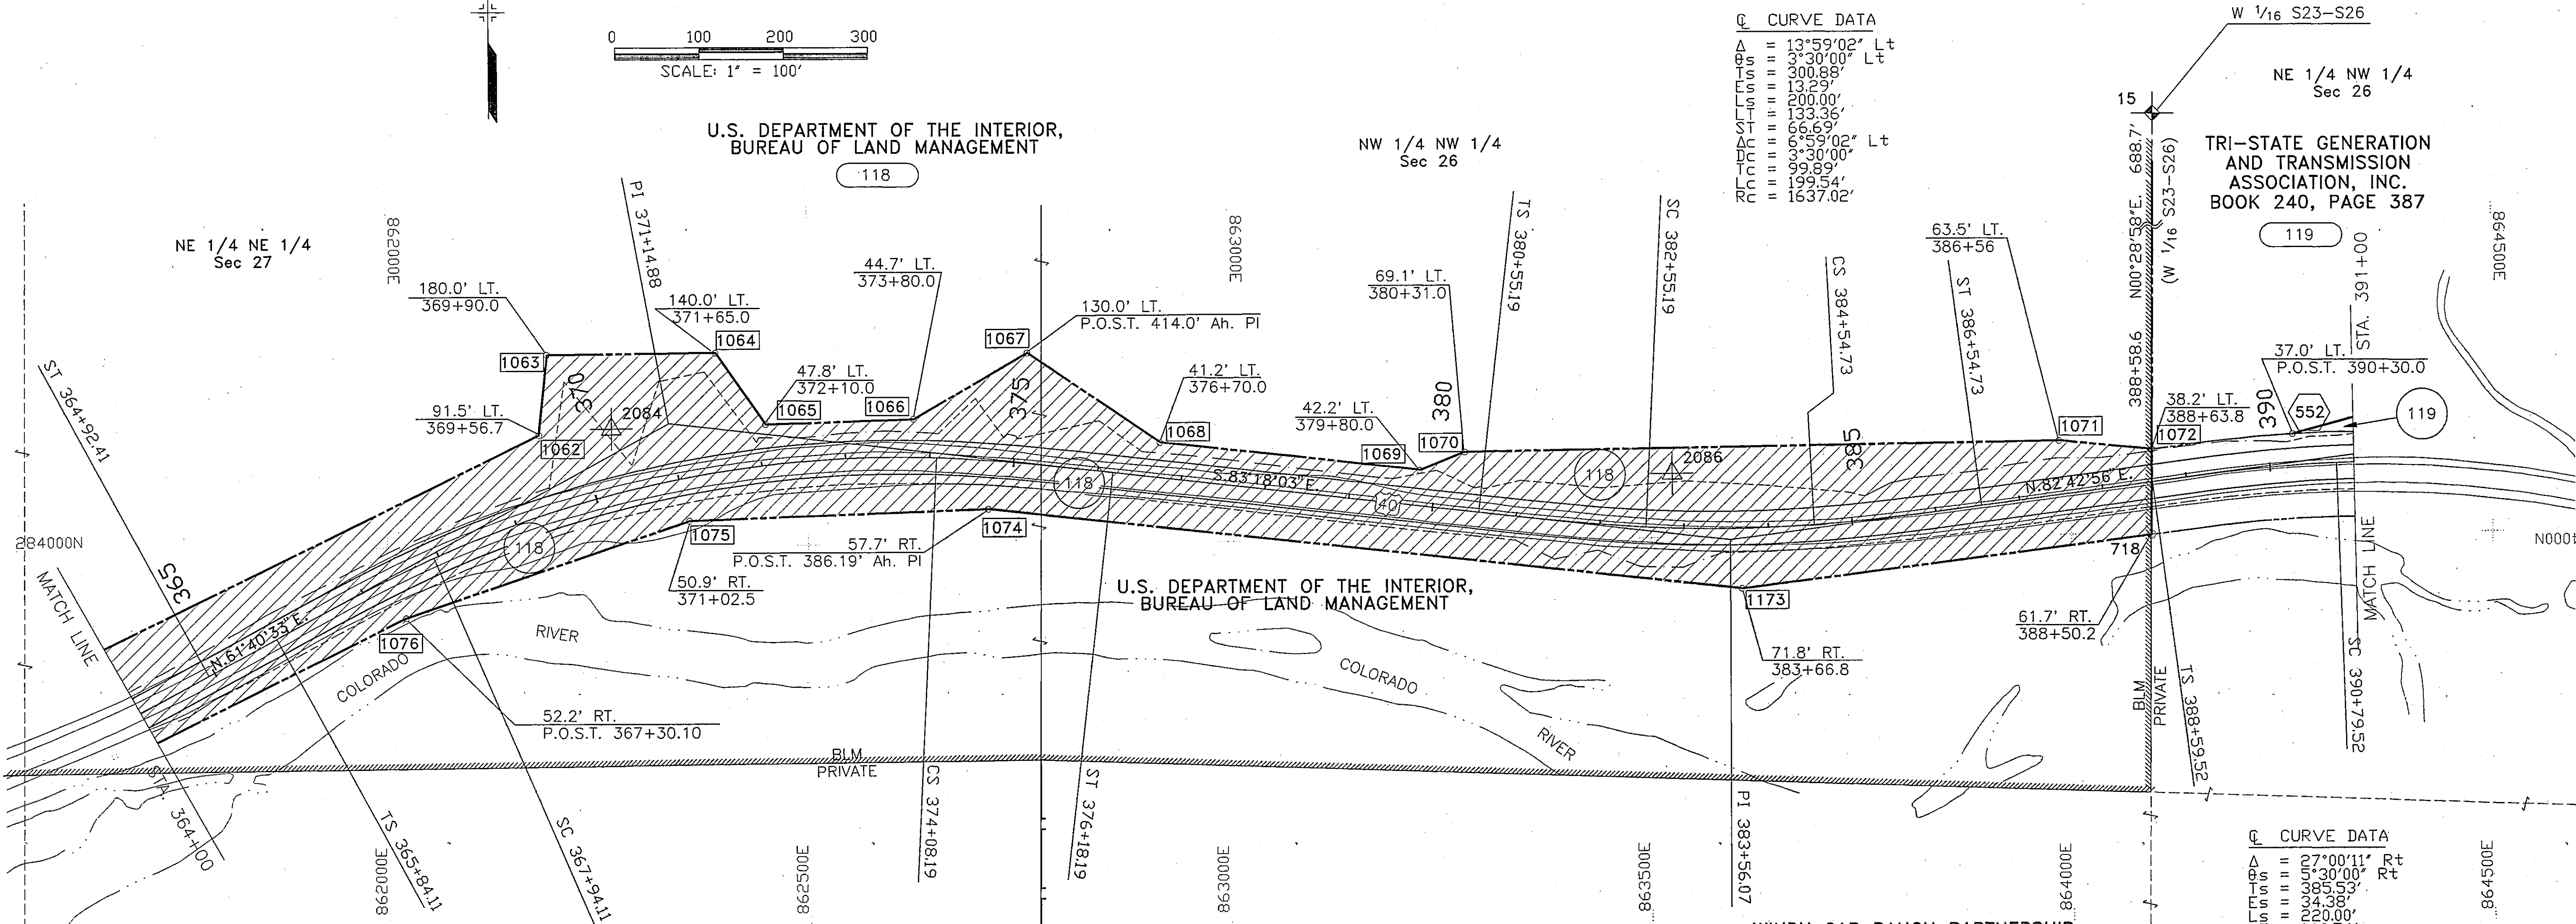 0 100 200 300
SCALE: 1" = 100'
U.S. DEPARTMENT OF THE INTERIOR,
BUREAU OF LAND MANAGEMENT
118
℄ CURVE DATA
Δ = 13°59'02" Lt
θs = 3°30'00" Lt
Ts = 300.88'
Es = 13.29'
Ls = 200.00'
LT = 133.36'
ST = 66.69'
Δc = 6°59'02" Lt
Dc = 3°30'00"
Tc = 99.89'
Lc = 199.54'
Rc = 1637.02'
W 1/16 S23-S26
NE 1/4 NW 1/4
Sec 26
15
TRI-STATE GENERATION
AND TRANSMISSION
ASSOCIATION, INC.
BOOK 240, PAGE 387
119
NW 1/4 NW 1/4
Sec 26
NE 1/4 NE 1/4
Sec 27
862000E
863000E
864500E
PI 371+14.88
TS 380+55.19
SC 382+55.19
CS 384+54.73
ST 386+54.73
388+58.6 N00°28'58"E. 688.7'
(W 1/16 S23-S26)
STA. 391+00
180.0' LT.
369+90.0
140.0' LT.
371+65.0
44.7' LT.
373+80.0
130.0' LT.
P.O.S.T. 414.0' Ah. PI
69.1' LT.
380+31.0
63.5' LT.
386+56
37.0' LT.
P.O.S.T. 390+30.0
1063
1064
1067
47.8' LT.
372+10.0
41.2' LT.
376+70.0
42.2' LT.
379+80.0
38.2' LT.
388+63.8
91.5' LT.
369+56.7
1062
1065
1066
1068
1069
1070
1071
1072
552
119
ST 364+92.41
365
370
375
380
385
390
2084
2086
118
118
118
40
N.61°40'33"E.
S.83°18'03"E.
N.82°42'56"E.
284000N
MATCH LINE
1075
1074
57.7' RT.
P.O.S.T. 386.19' Ah. PI
50.9' RT.
371+02.5
U.S. DEPARTMENT OF THE INTERIOR,
BUREAU OF LAND MANAGEMENT
1173
718
61.7' RT.
388+50.2
71.8' RT.
383+66.8
MATCH LINE
1076
COLORADO
RIVER
COLORADO
RIVER
52.2' RT.
P.O.S.T. 367+30.10
BLM
PRIVATE
BLM
PRIVATE
STA. 364+00
TS 365+84.11
SC 367+94.11
CS 374+08.19
ST 376+18.19
PI 383+56.07
TS 388+59.52
SC 390+79.52
862000E
862500E
863000E
863500E
864000E
864500E
℄ CURVE DATA
Δ = 27°00'11" Rt
θs = 5°30'00" Rt
Ts = 385.53'
Es = 34.38'
Ls = 220.00'